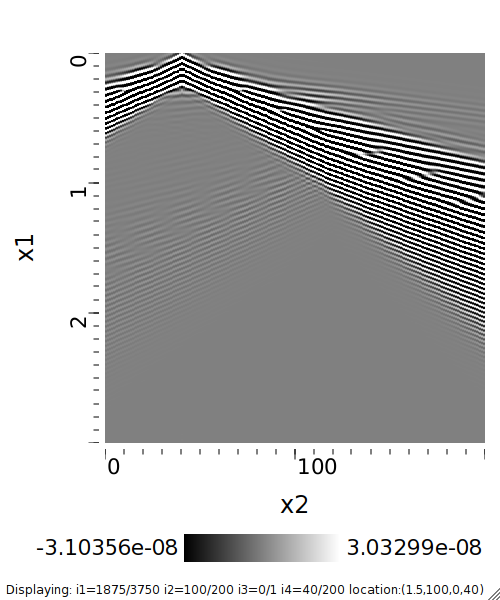 0
1
x1
2
0
100
x2
-3.10356e-08
3.03299e-08
Displaying: i1=1875/3750 i2=100/200 i3=0/1 i4=40/200 location:(1.5,100,0,40)